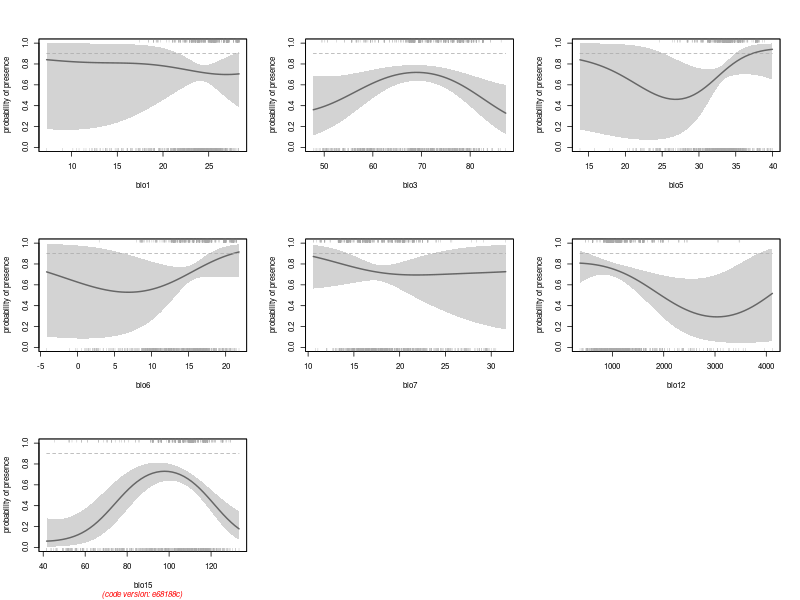 probability of presence
0.0 0.2 0.4 0.6 0.8 1.0
10 15 20 25
bio1
probability of presence
0.0 0.2 0.4 0.6 0.8 1.0
50 60 70 80
bio3
probability of presence
0.0 0.2 0.4 0.6 0.8 1.0
15 20 25 30 35 40
bio5
probability of presence
0.0 0.2 0.4 0.6 0.8 1.0
-5 0 5 10 15 20
bio6
probability of presence
0.0 0.2 0.4 0.6 0.8 1.0
10 15 20 25 30
bio7
probability of presence
0.0 0.2 0.4 0.6 0.8 1.0
1000 2000 3000 4000
bio12
probability of presence
0.0 0.2 0.4 0.6 0.8 1.0
40 60 80 100 120
bio15
(code version: e68188c)